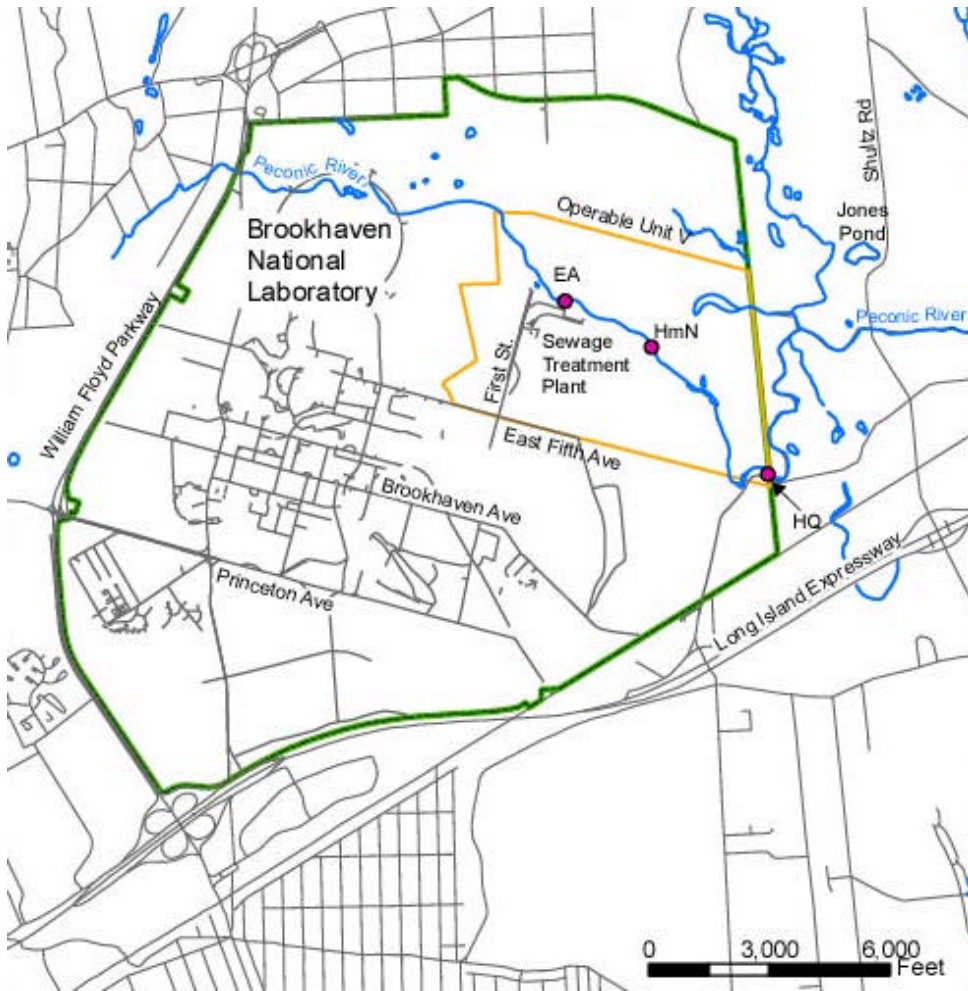 Shultz Rd
Peconic River
Jones
Pond
Operable Unit V
Brookhaven
National
Laboratory
EA
Peconic River
HmN
William Floyd Parkway
First St.
Sewage
Treatment
Plant
East Fifth Ave
Brookhaven Ave
HQ
Princeton Ave
Long Island Expressway
0 3,000 6,000
Feet